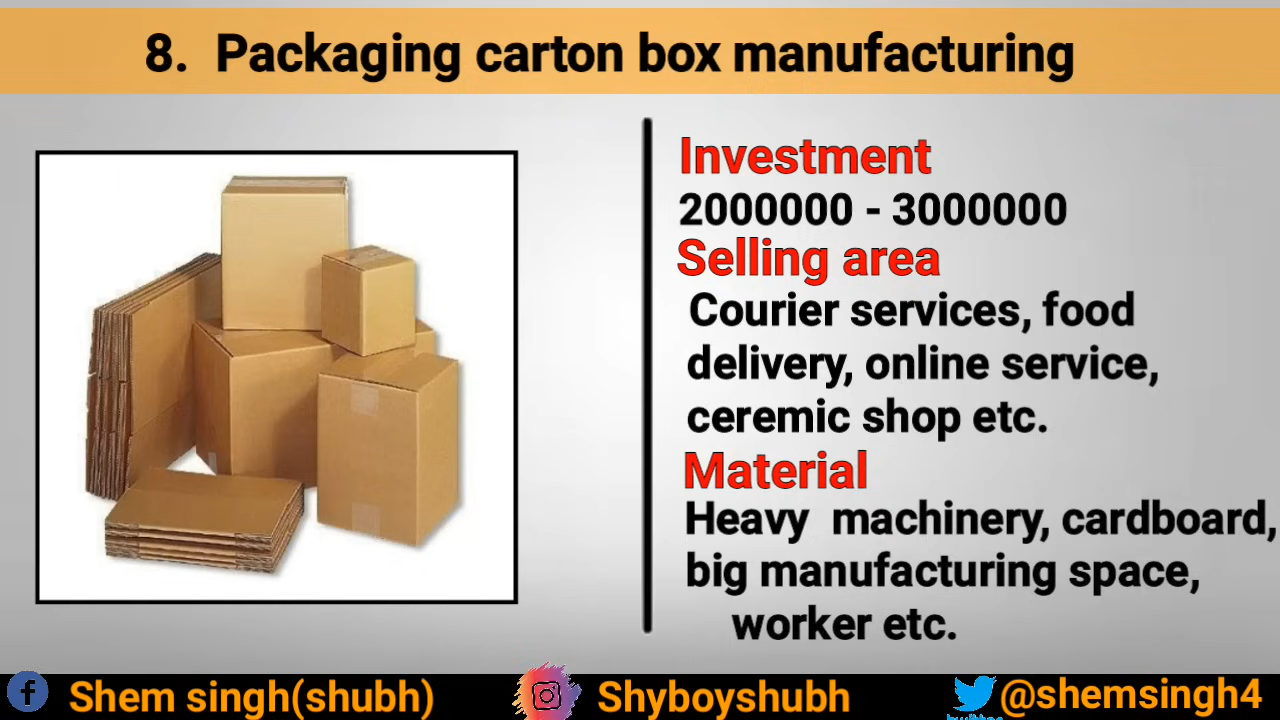 8. Packaging carton box manufacturing
Investment
2000000 - 3000000
Selling area
Courier services, food
delivery, online service,
ceremic shop etc.
Material
Heavy machinery, cardboard,
big manufacturing space,
worker etc.
f Shem singh(shubh) Shyboyshubh @shemsingh4